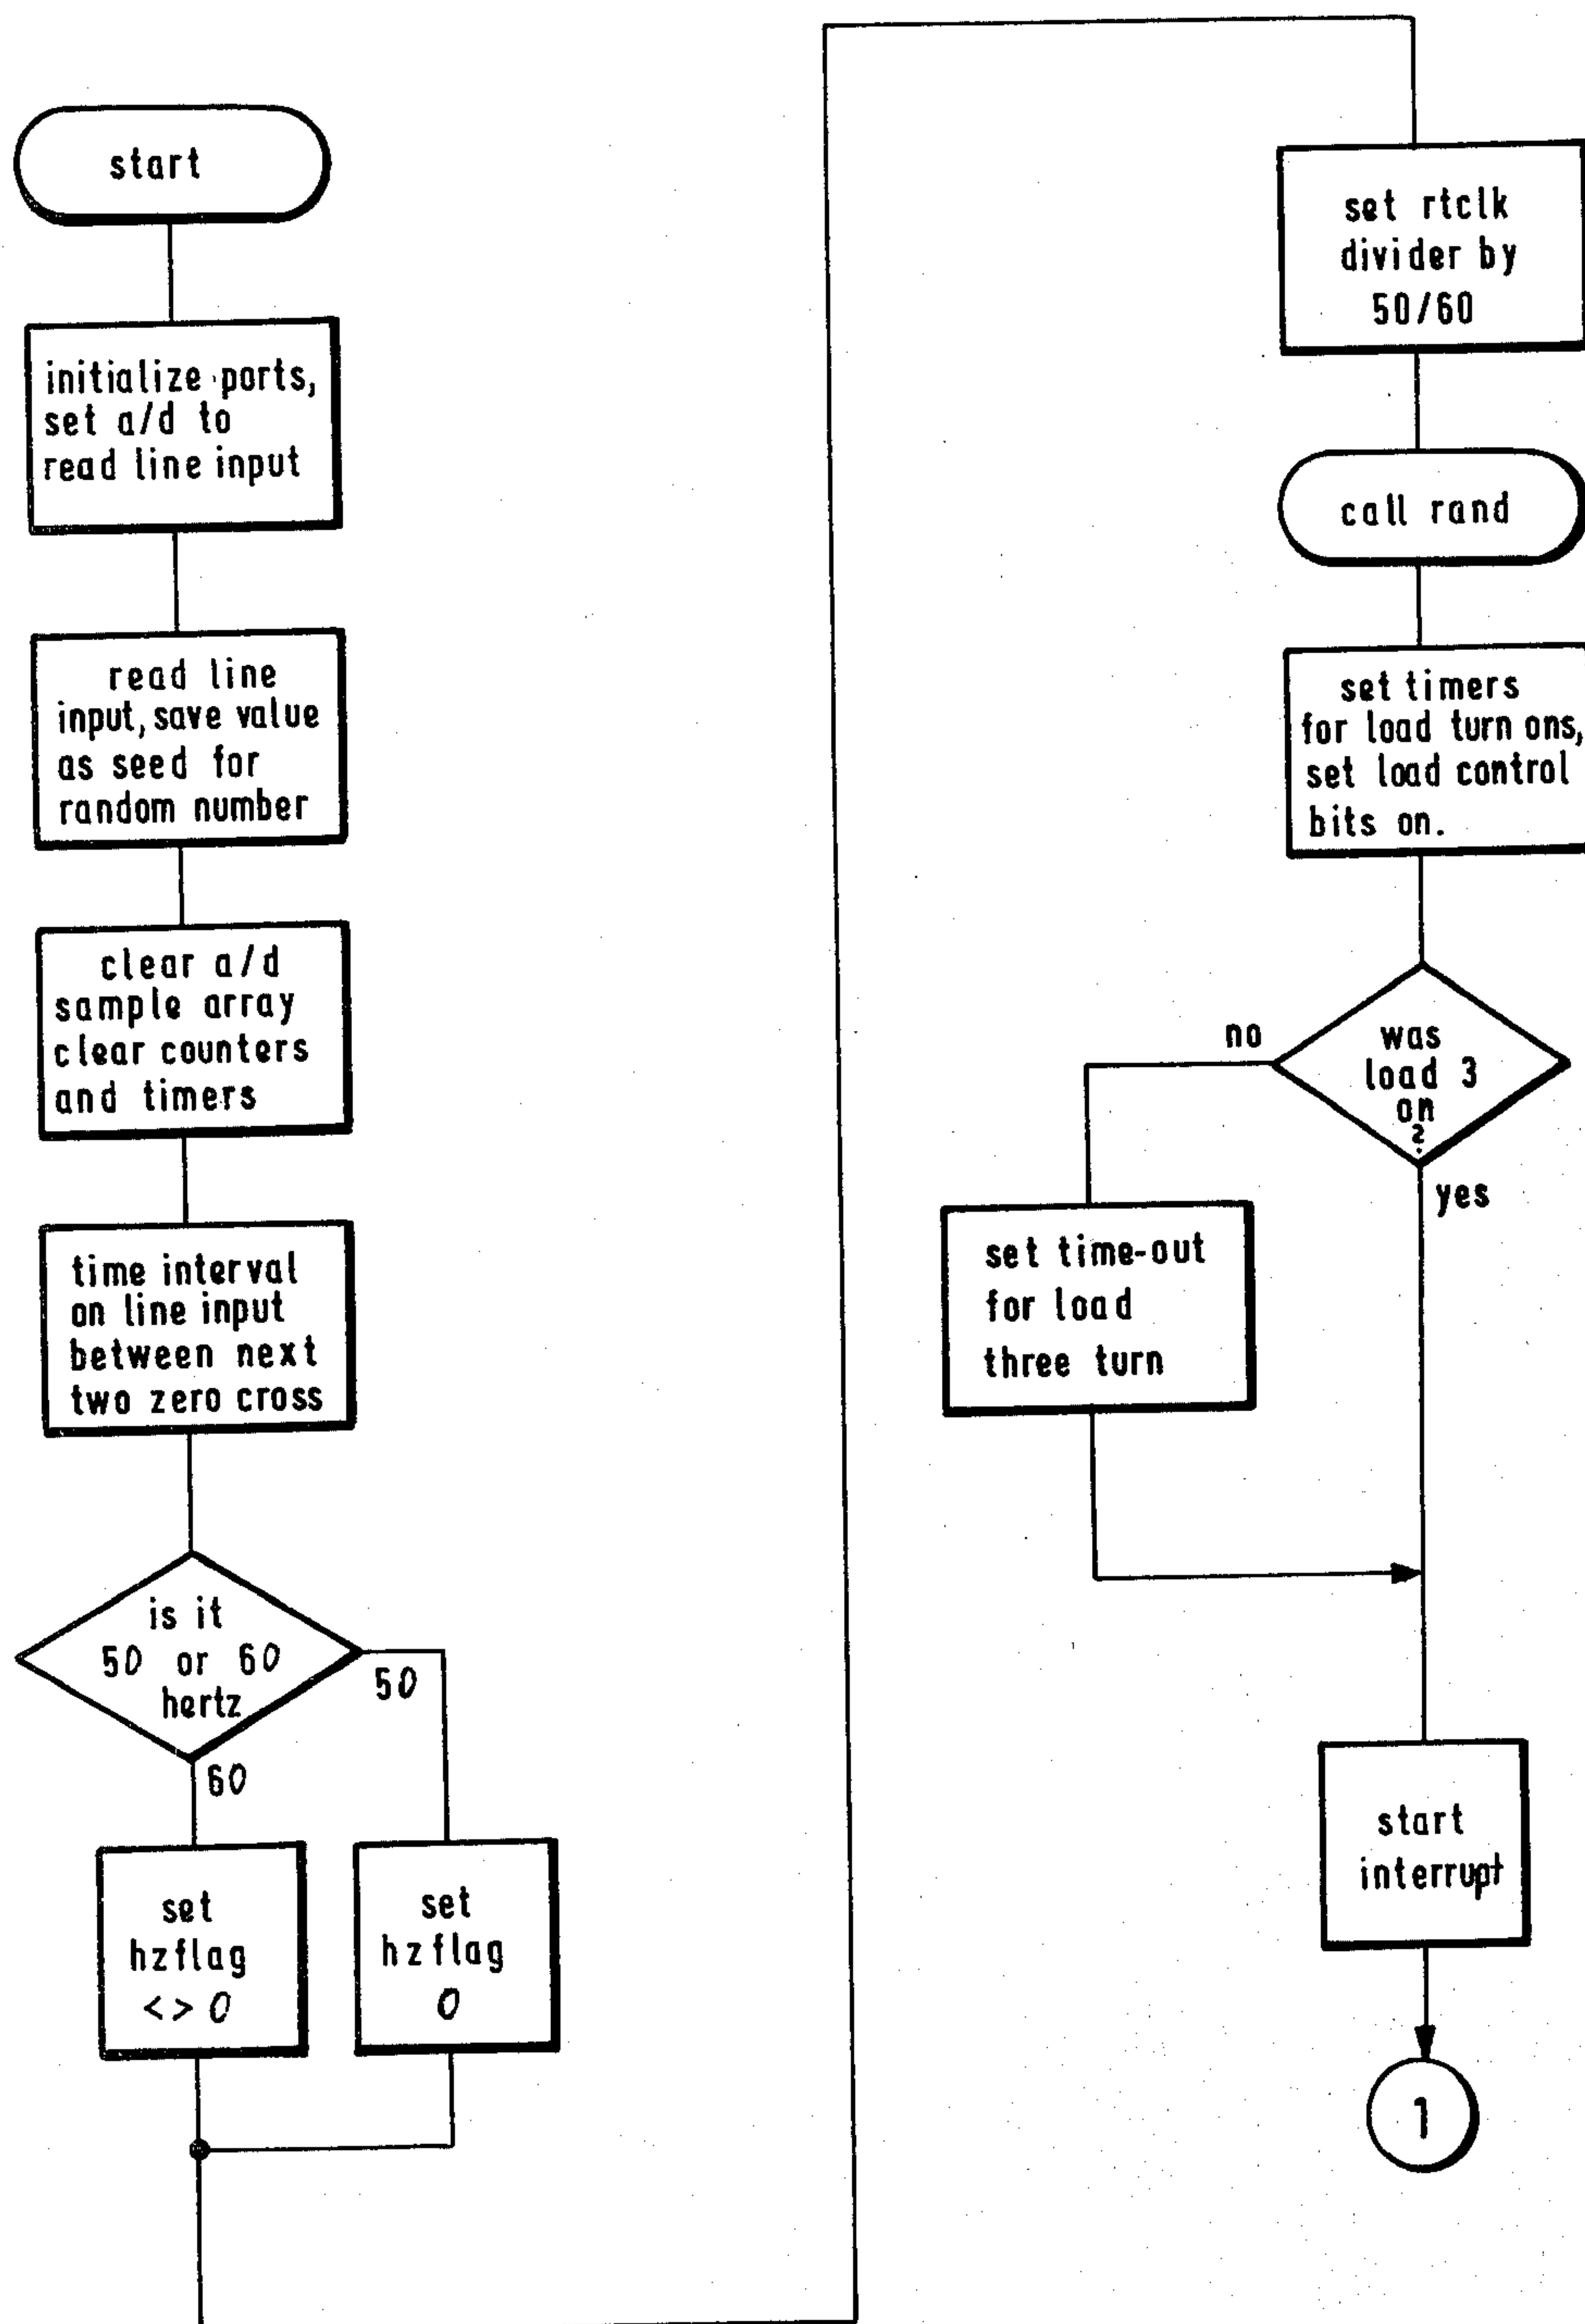 start
initialize ports,
set a/d to
read line input
read line
input, save value
as seed for
random number
clear a/d
sample array
clear counters
and timers
time interval
on line input
between next
two zero cross
is it
50 or 60
hertz
50
60
set
hzflag
<> 0
set
hzflag
0
set rtclk
divider by
50/60
call rand
set timers
for load turn ons,
set load control
bits on.
was
load 3
on
?
no
yes
set time-out
for load
three turn
start
interrupt
1